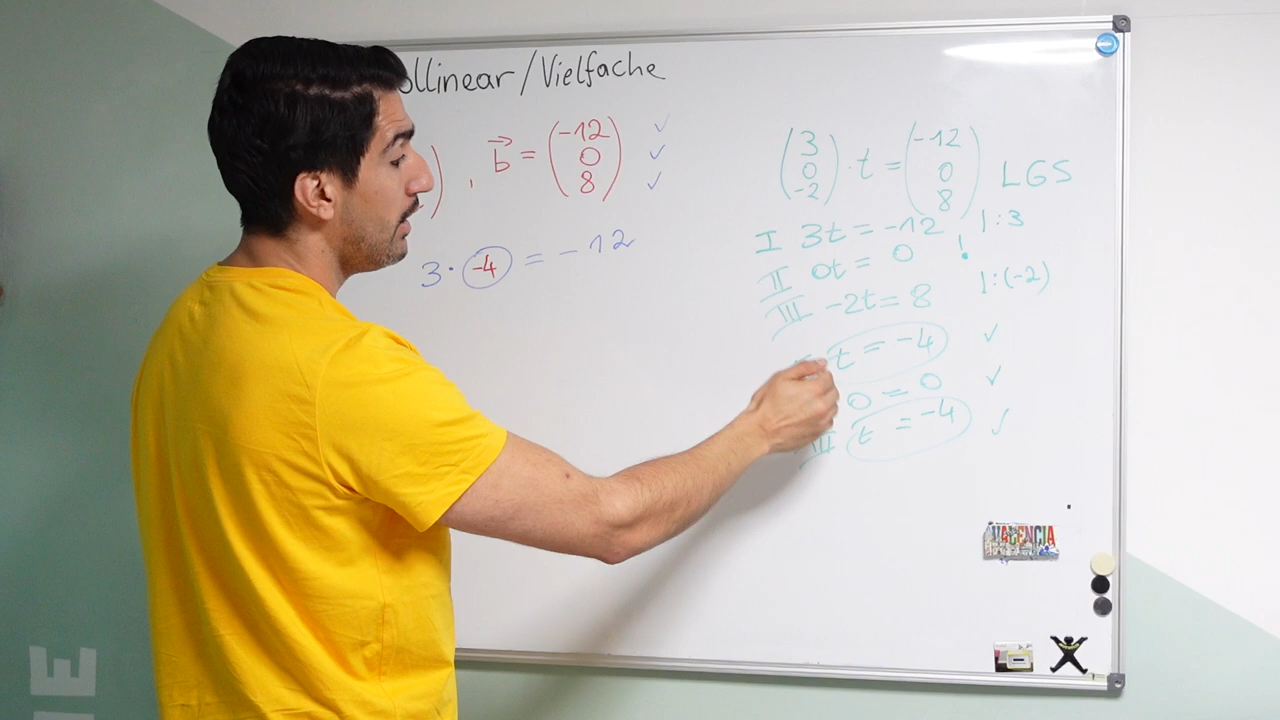 ollinear / Vielfache
, b⃗ = (-12 0 8) ✓ ✓ ✓
3 · -4 = -12
(3 0 -2) · t = (-12 0 8) LGS
I 3t = -12 |:3
II 0t = 0 !
III -2t = 8 |:(-2)
t = -4 ✓
0 = 0 ✓
III t = -4 ✓
VALENCIA